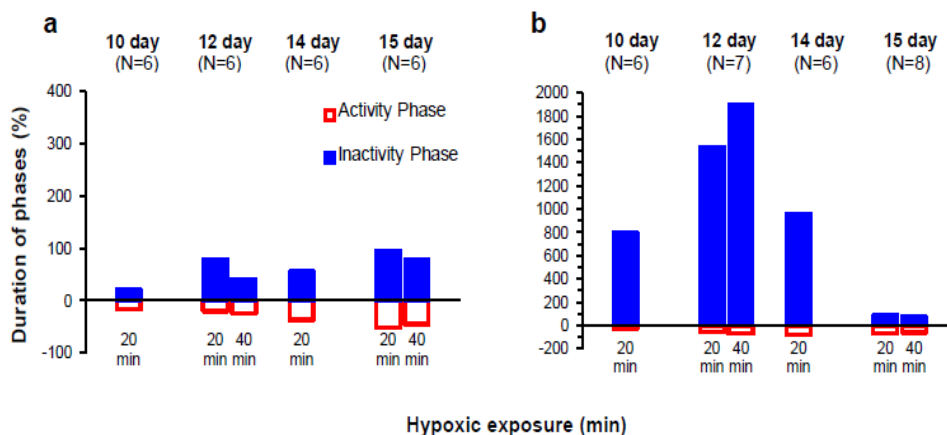 a
10 day 12 day 14 day 15 day
(N=6) (N=6) (N=6) (N=6)
Duration of phases (%)
400
300
200
100
0
-100
Activity Phase
Inactivity Phase
20 20 40 20 20 40
min min min min min min
b
10 day 12 day 14 day 15 day
(N=6) (N=7) (N=6) (N=8)
2000
1800
1600
1400
1200
1000
800
600
400
200
0
-200
20 20 40 20 20 40
min min min min min min
Hypoxic exposure (min)